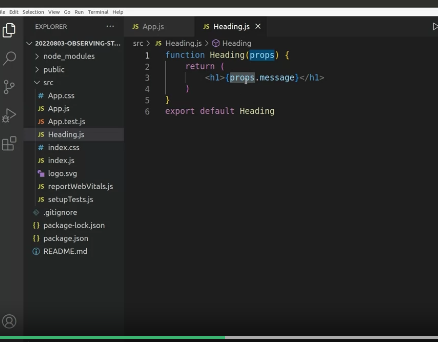 File Edit Selection View Go Run Terminal Help
EXPLORER
20220803-OBSERVING-ST...
node_modules
public
src
# App.css
JS App.js
JS App.test.js
JS Heading.js
# index.css
JS index.js
logo.svg
JS reportWebVitals.js
JS setupTests.js
.gitignore
{} package-lock.json
{} package.json
README.md
JS App.js
JS Heading.js
src > JS Heading.js > Heading
1 function Heading(props) {
2 return (
3 <h1>{props.message}</h1>
4 )
5 }
6 export default Heading